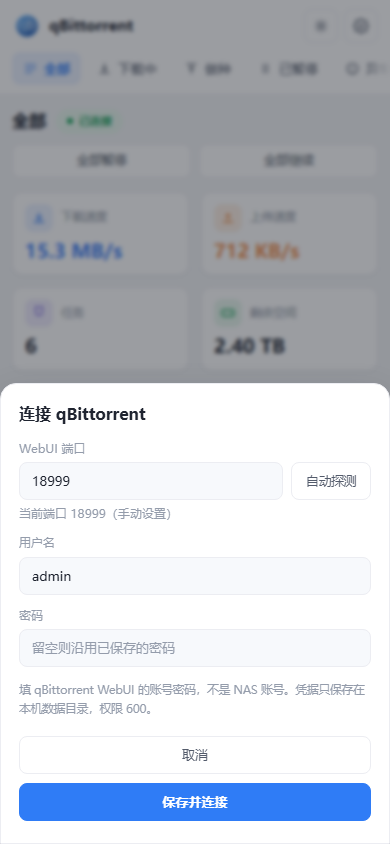 qBittorrent
全部
下载中
做种
已暂停
全部
已连接
全部暂停
全部继续
下载速度
上传速度
15.3 MB/s
712 KB/s
任务
剩余空间
6
2.40 TB
连接 qBittorrent
WebUI 端口
18999
自动探测
当前端口 18999（手动设置）
用户名
admin
密码
留空则沿用已保存的密码
填 qBittorrent WebUI 的账号密码，不是 NAS 账号。凭据只保存在
本机数据目录，权限 600。
取消
保存并连接